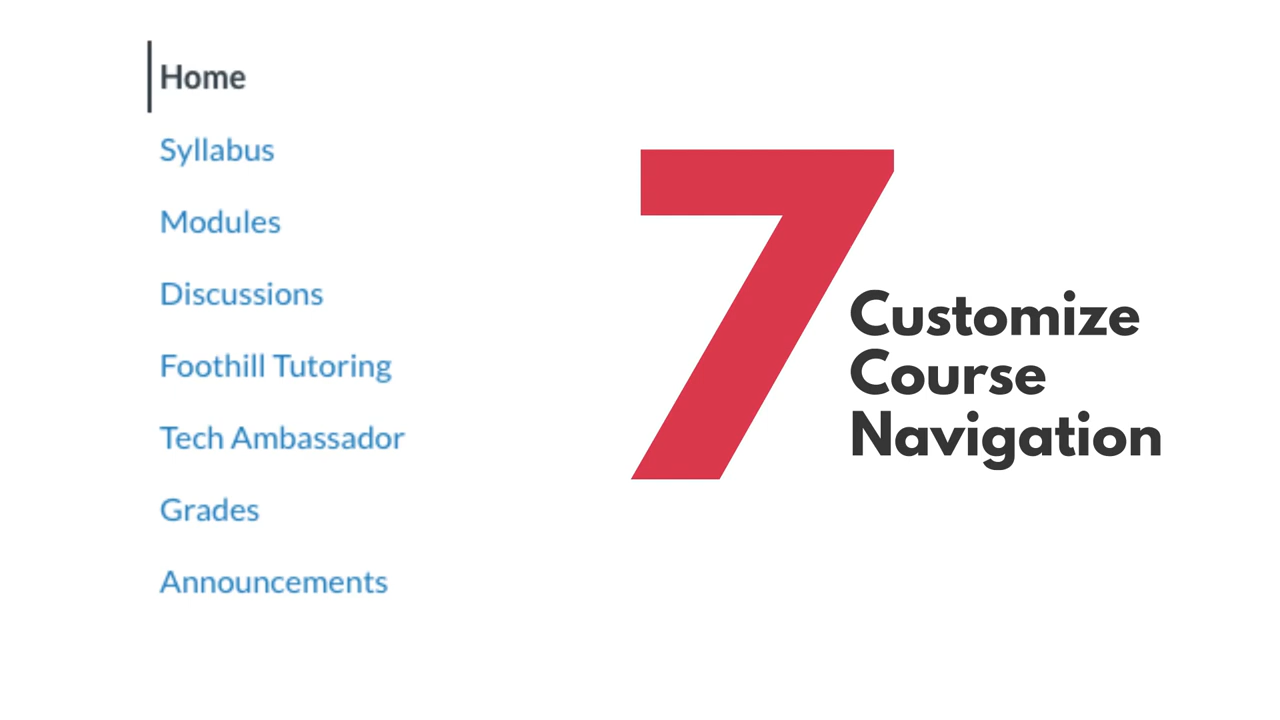 Home
Syllabus
Modules
Discussions
Foothill Tutoring
Tech Ambassador
Grades
Announcements
7
Customize
Course
Navigation